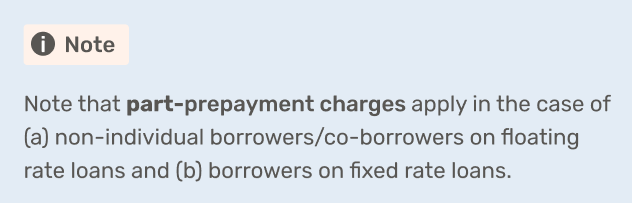 Note
Note that part-prepayment charges apply in the case of
(a) non-individual borrowers/co-borrowers on floating
rate loans and (b) borrowers on fixed rate loans.